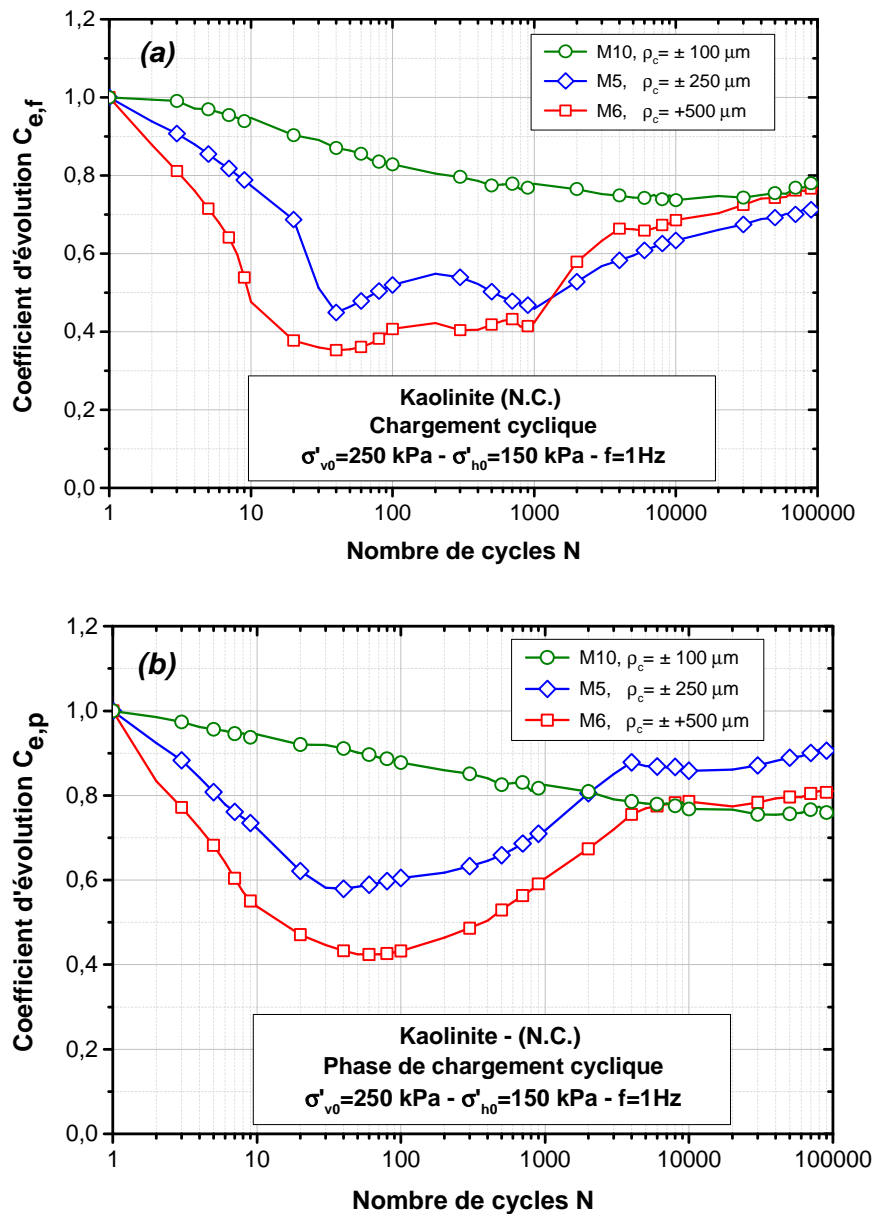 (a)
M10, ρc= ± 100 μm
M5, ρc= ± 250 μm
M6, ρc= +500 μm
Coefficient d'évolution Ce,f
1,2
1,0
0,8
0,6
0,4
0,2
0,0
Kaolinite (N.C.)
Chargement cyclique
σ'v0=250 kPa - σ'h0=150 kPa - f=1Hz
1 10 100 1000 10000 100000
Nombre de cycles N
(b)
M10, ρc= ± 100 μm
M5, ρc= ± 250 μm
M6, ρc= ± +500 μm
Coefficient d'évolution Ce,p
1,2
1,0
0,8
0,6
0,4
0,2
0,0
Kaolinite - (N.C.)
Phase de chargement cyclique
σ'v0=250 kPa - σ'h0=150 kPa - f=1Hz
1 10 100 1000 10000 100000
Nombre de cycles N